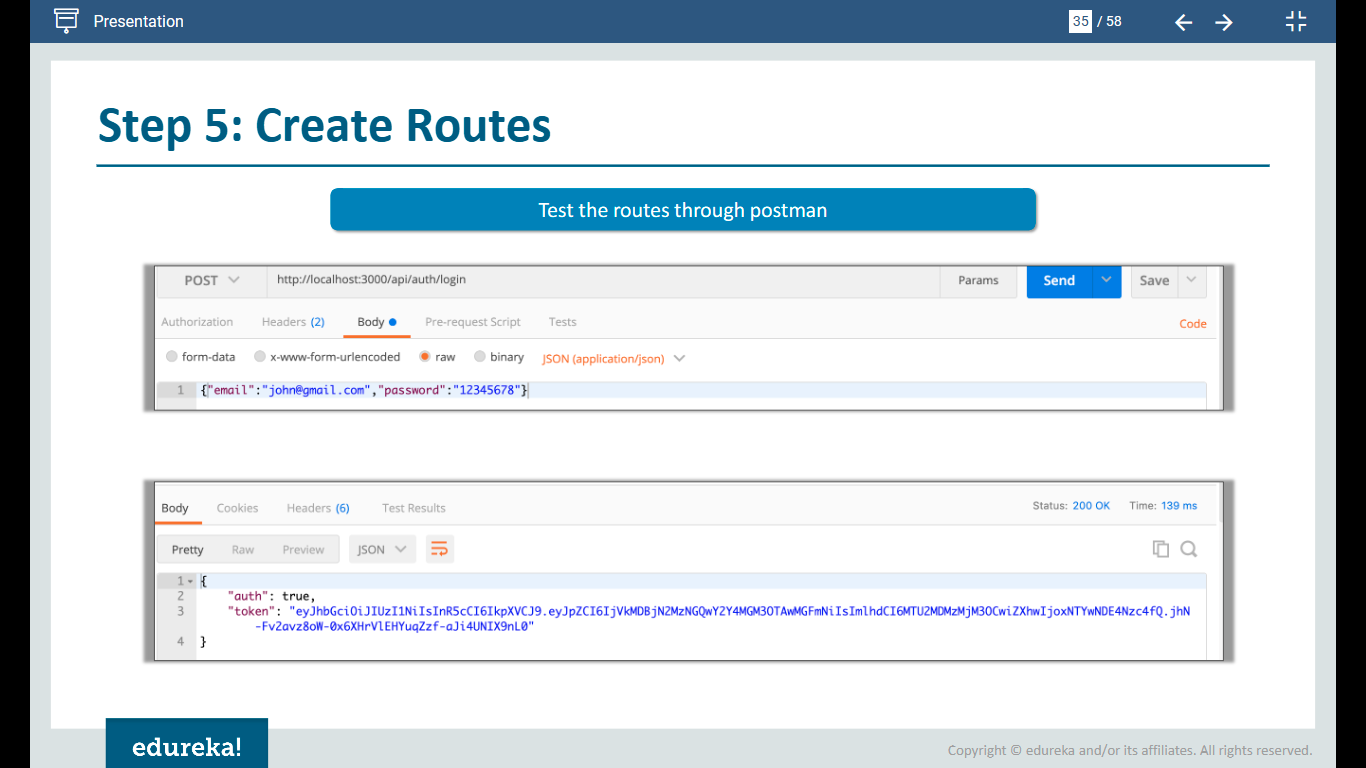 Presentation
35 / 58
Step 5: Create Routes
Test the routes through postman
POST http://localhost:3000/api/auth/login Params Send Save
Authorization Headers (2) Body Pre-request Script Tests Code
form-data x-www-form-urlencoded raw binary JSON (application/json)
1 {"email":"john@gmail.com","password":"12345678"}
Body Cookies Headers (6) Test Results Status: 200 OK Time: 139 ms
Pretty Raw Preview JSON
1 {
2 "auth": true,
3 "token": "eyJhbGciOiJIUzI1NiIsInR5cCI6IkpXVCJ9.eyJpZCI6IjVkMDBjN2MzNGQwY2Y4MGM3OTAwMGFmNiIsImlhdCI6MTU2MDMzMjM3OCwiZXhwIjoxNTYwNDE4Nzc4fQ.jhN
-Fv2avz8oW-0x6XHrVlEHYuqZzf-aJi4UNIX9nL0"
4 }
edureka!
Copyright © edureka and/or its affiliates. All rights reserved.